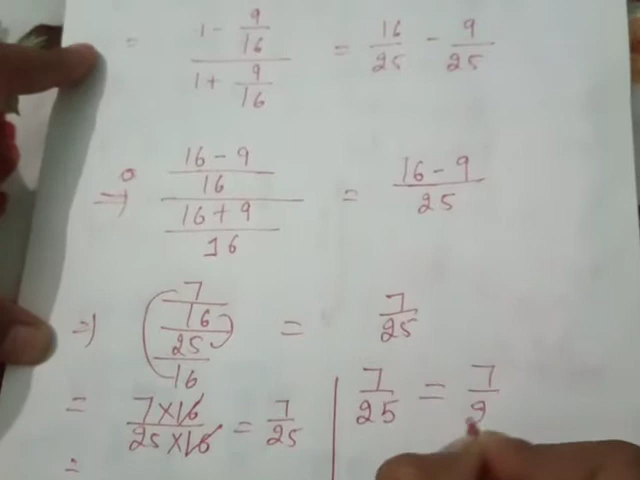 = (1 - 9/16)/(1 + 9/16) = 16/25 - 9/25
⇒ ((16 - 9)/16)/((16 + 9)/16) = (16 - 9)/25
⇒ (7/16)/(25/16) = 7/25
= (7 × 16)/(25 × 16) = 7/25 | 7/25 = 7/2
=